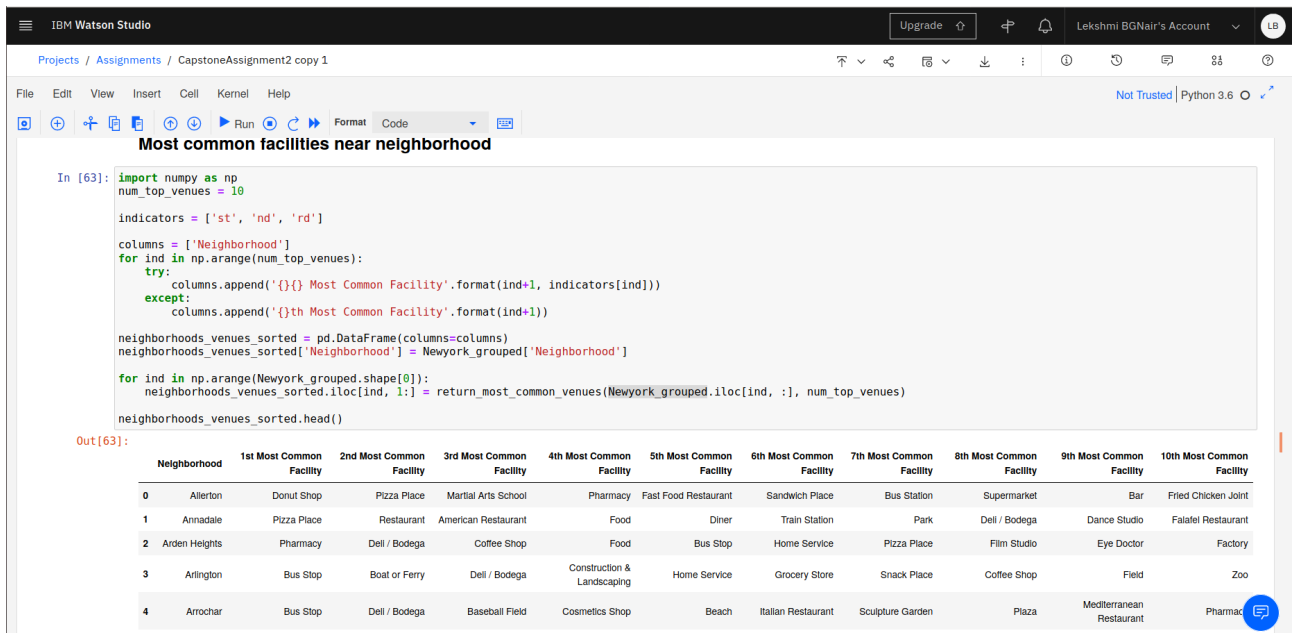 IBM Watson Studio
Upgrade
Lekshmi BGNair's Account
LB
Projects / Assignments / CapstoneAssignment2 copy 1
File Edit View Insert Cell Kernel Help
Not Trusted Python 3.6
Run
Format Code
Most common facilities near neighborhood
In [63]:
import numpy as np
num_top_venues = 10
indicators = ['st', 'nd', 'rd']
columns = ['Neighborhood']
for ind in np.arange(num_top_venues):
    try:
        columns.append('{}{} Most Common Facility'.format(ind+1, indicators[ind]))
    except:
        columns.append('{}th Most Common Facility'.format(ind+1))
neighborhoods_venues_sorted = pd.DataFrame(columns=columns)
neighborhoods_venues_sorted['Neighborhood'] = Newyork_grouped['Neighborhood']
for ind in np.arange(Newyork_grouped.shape[0]):
    neighborhoods_venues_sorted.iloc[ind, 1:] = return_most_common_venues(Newyork_grouped.iloc[ind, :], num_top_venues)
neighborhoods_venues_sorted.head()
Out[63]:
Neighborhood 1st Most Common Facility 2nd Most Common Facility 3rd Most Common Facility 4th Most Common Facility 5th Most Common Facility 6th Most Common Facility 7th Most Common Facility 8th Most Common Facility 9th Most Common Facility 10th Most Common Facility
0 Allerton Donut Shop Pizza Place Martial Arts School Pharmacy Fast Food Restaurant Sandwich Place Bus Station Supermarket Bar Fried Chicken Joint
1 Annadale Pizza Place Restaurant American Restaurant Food Diner Train Station Park Deli / Bodega Dance Studio Falafel Restaurant
2 Arden Heights Pharmacy Deli / Bodega Coffee Shop Food Bus Stop Home Service Pizza Place Film Studio Eye Doctor Factory
3 Arlington Bus Stop Boat or Ferry Deli / Bodega Construction & Landscaping Home Service Grocery Store Snack Place Coffee Shop Field Zoo
4 Arrochar Bus Stop Deli / Bodega Baseball Field Cosmetics Shop Beach Italian Restaurant Sculpture Garden Plaza Mediterranean Restaurant